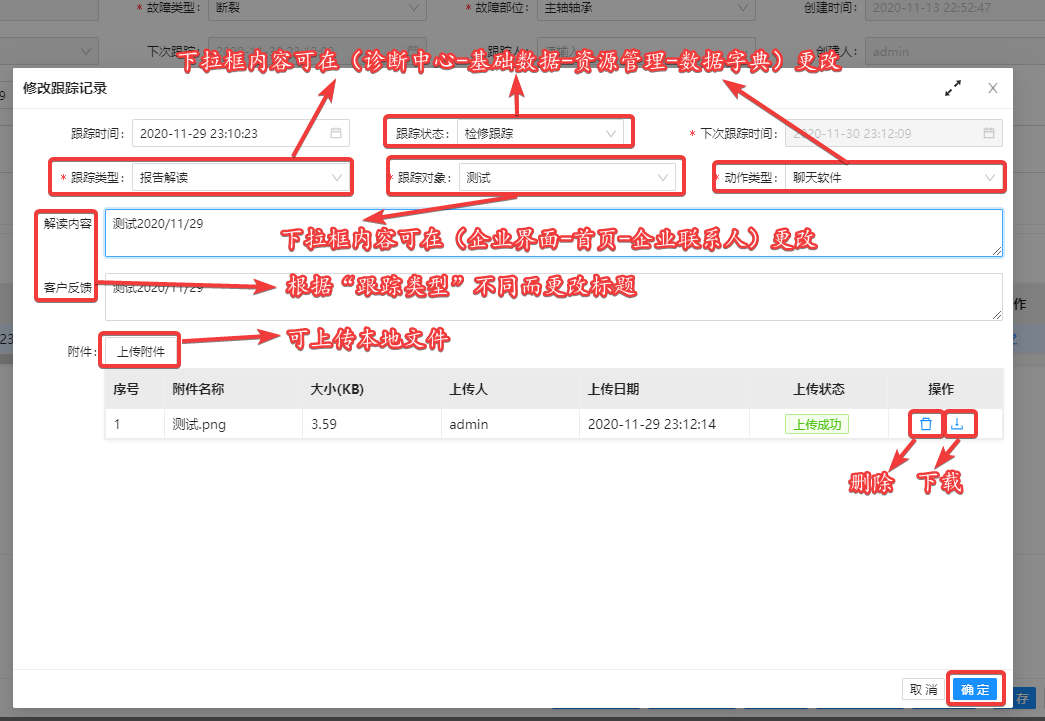 * 故障类型: 断裂 * 故障部位: 主轴轴承 创建时间: 2020-11-13 22:52:47
下次跟踪 创建人: admin
下拉框内容可在（诊断中心-基础数据-资源管理-数据字典）更改
修改跟踪记录
跟踪时间: 2020-11-29 23:10:23 跟踪状态: 检修跟踪 * 下次跟踪时间: 2020-11-30 23:12:09
* 跟踪类型: 报告解读 * 跟踪对象: 测试 * 动作类型: 聊天软件
解读内容 测试2020/11/29
下拉框内容可在（企业界面-首页-企业联系人）更改
客户反馈 测试2020/11/29
根据“跟踪类型”不同而更改标题
作
附件: 上传附件
可上传本地文件
23
序号 附件名称 大小(KB) 上传人 上传日期 上传状态 操作
1 测试.png 3.59 admin 2020-11-29 23:12:14 上传成功
删除 下载
取 消 确 定
存